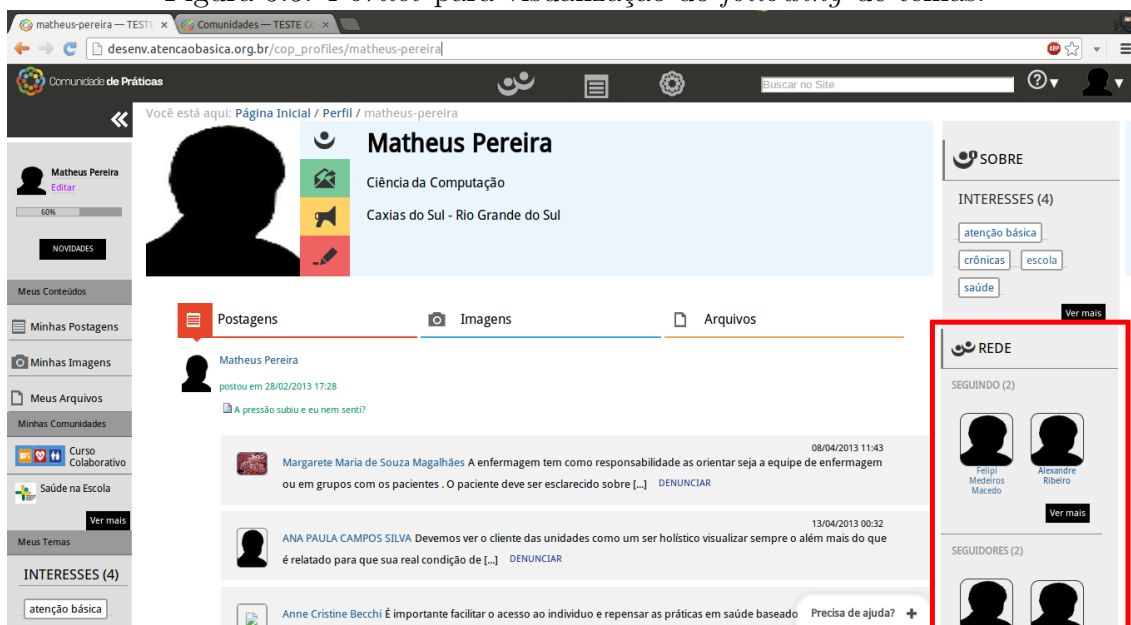 matheus-pereira — TEST
Comunidades — TESTE Co
desenv.atencaobasica.org.br/cop_profiles/matheus-pereira
ABP
Comunidade de Práticas
Buscar no Site
Você está aqui: Página Inicial / Perfil / matheus-pereira
Matheus Pereira
Editar
60%
NOVIDADES
Meus Conteúdos
Minhas Postagens
Minhas Imagens
Meus Arquivos
Minhas Comunidades
Curso
Colaborativo
Saúde na Escola
Ver mais
Meus Temas
INTERESSES (4)
atenção básica
Matheus Pereira
Ciência da Computação
Caxias do Sul - Rio Grande do Sul
Postagens
Imagens
Arquivos
Matheus Pereira
postou em 28/02/2013 17:28
A pressão subiu e eu nem senti?
08/04/2013 11:43
Margarete Maria de Souza Magalhães A enfermagem tem como responsabilidade as orientar seja a equipe de enfermagem
ou em grupos com os pacientes . O paciente deve ser esclarecido sobre [...] DENUNCIAR
13/04/2013 00:32
ANA PAULA CAMPOS SILVA Devemos ver o cliente das unidades como um ser holístico visualizar sempre o além mais do que
é relatado para que sua real condição de [...] DENUNCIAR
Anne Cristine Becchi É importante facilitar o acesso ao individuo e repensar as práticas em saúde baseado
Precisa de ajuda? +
SOBRE
INTERESSES (4)
atenção básica
crônicas escola
saúde
Ver mais
REDE
SEGUINDO (2)
Felipi
Medeiros
Macedo
Alexandre
Ribeiro
Ver mais
SEGUIDORES (2)